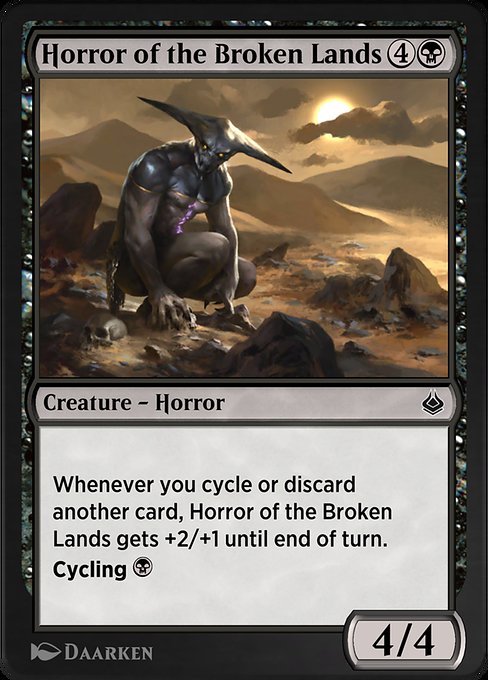 Horror of the Broken Lands 4
Creature – Horror
Whenever you cycle or discard
another card, Horror of the Broken
Lands gets +2/+1 until end of turn.
Cycling
4/4
DAARKEN